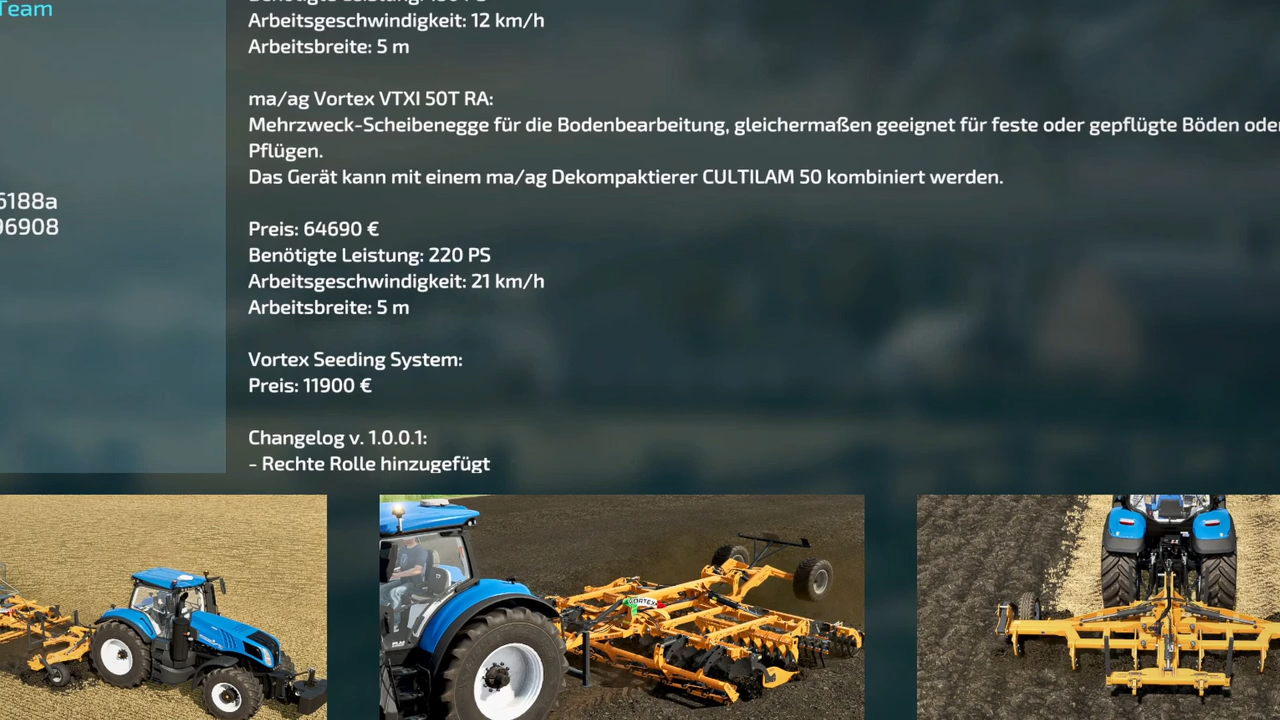 Team
Arbeitsgeschwindigkeit: 12 km/h
Arbeitsbreite: 5 m
ma/ag Vortex VTXI 50T RA:
Mehrzweck-Scheibenegge für die Bodenbearbeitung, gleichermaßen geeignet für feste oder gepflügte Böden oder
Pflügen.
Das Gerät kann mit einem ma/ag Dekompaktierer CULTILAM 50 kombiniert werden.
6188a
96908
Preis: 64690 €
Benötigte Leistung: 220 PS
Arbeitsgeschwindigkeit: 21 km/h
Arbeitsbreite: 5 m
Vortex Seeding System:
Preis: 11900 €
Changelog v. 1.0.0.1:
- Rechte Rolle hinzugefügt
VORTEX